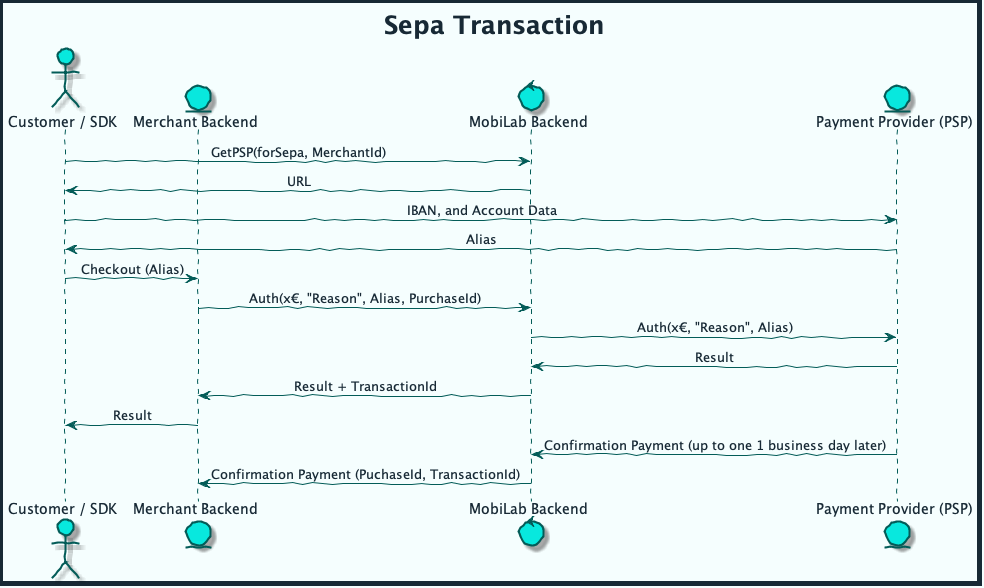 Sepa Transaction
Customer / SDK
Merchant Backend
MobiLab Backend
Payment Provider (PSP)
GetPSP(forSepa, MerchantId)
URL
IBAN, and Account Data
Alias
Checkout (Alias)
Auth(x€, "Reason", Alias, PurchaseId)
Auth(x€, "Reason", Alias)
Result
Result + TransactionId
Result
Confirmation Payment (up to one 1 business day later)
Confirmation Payment (PuchaseId, TransactionId)
Customer / SDK
Merchant Backend
MobiLab Backend
Payment Provider (PSP)